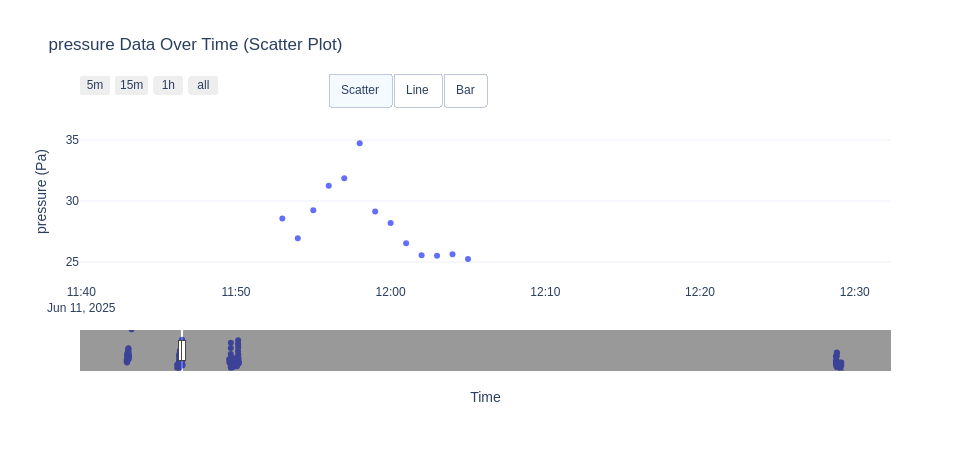 pressure Data Over Time (Scatter Plot)
5m 15m 1h all
Scatter Line Bar
pressure (Pa)
35
30
25
11:40 11:50 12:00 12:10 12:20 12:30
Jun 11, 2025
Time